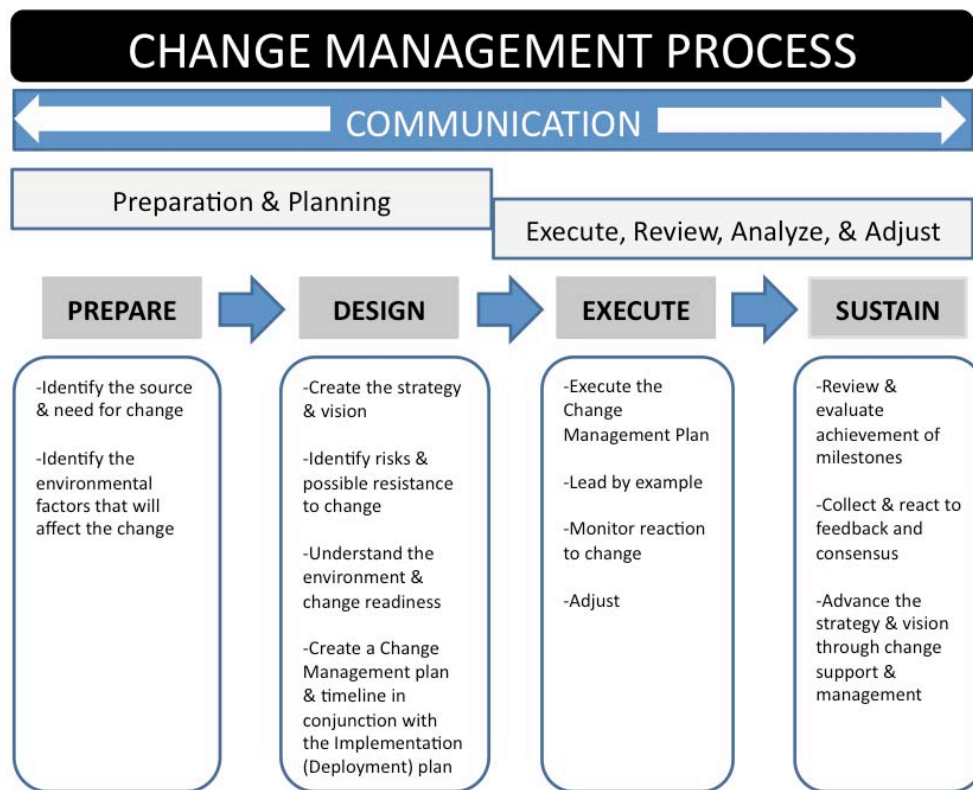 CHANGE MANAGEMENT PROCESS
COMMUNICATION
Preparation & Planning
Execute, Review, Analyze, & Adjust
PREPARE
DESIGN
EXECUTE
SUSTAIN
-Identify the source
& need for change
-Identify the
environmental
factors that will
affect the change
-Create the strategy
& vision
-Identify risks &
possible resistance
to change
-Understand the
environment &
change readiness
-Create a Change
Management plan
& timeline in
conjunction with
the Implementation
(Deployment) plan
-Execute the
Change
Management Plan
-Lead by example
-Monitor reaction
to change
-Adjust
-Review &
evaluate
achievement of
milestones
-Collect & react to
feedback and
consensus
-Advance the
strategy & vision
through change
support &
management